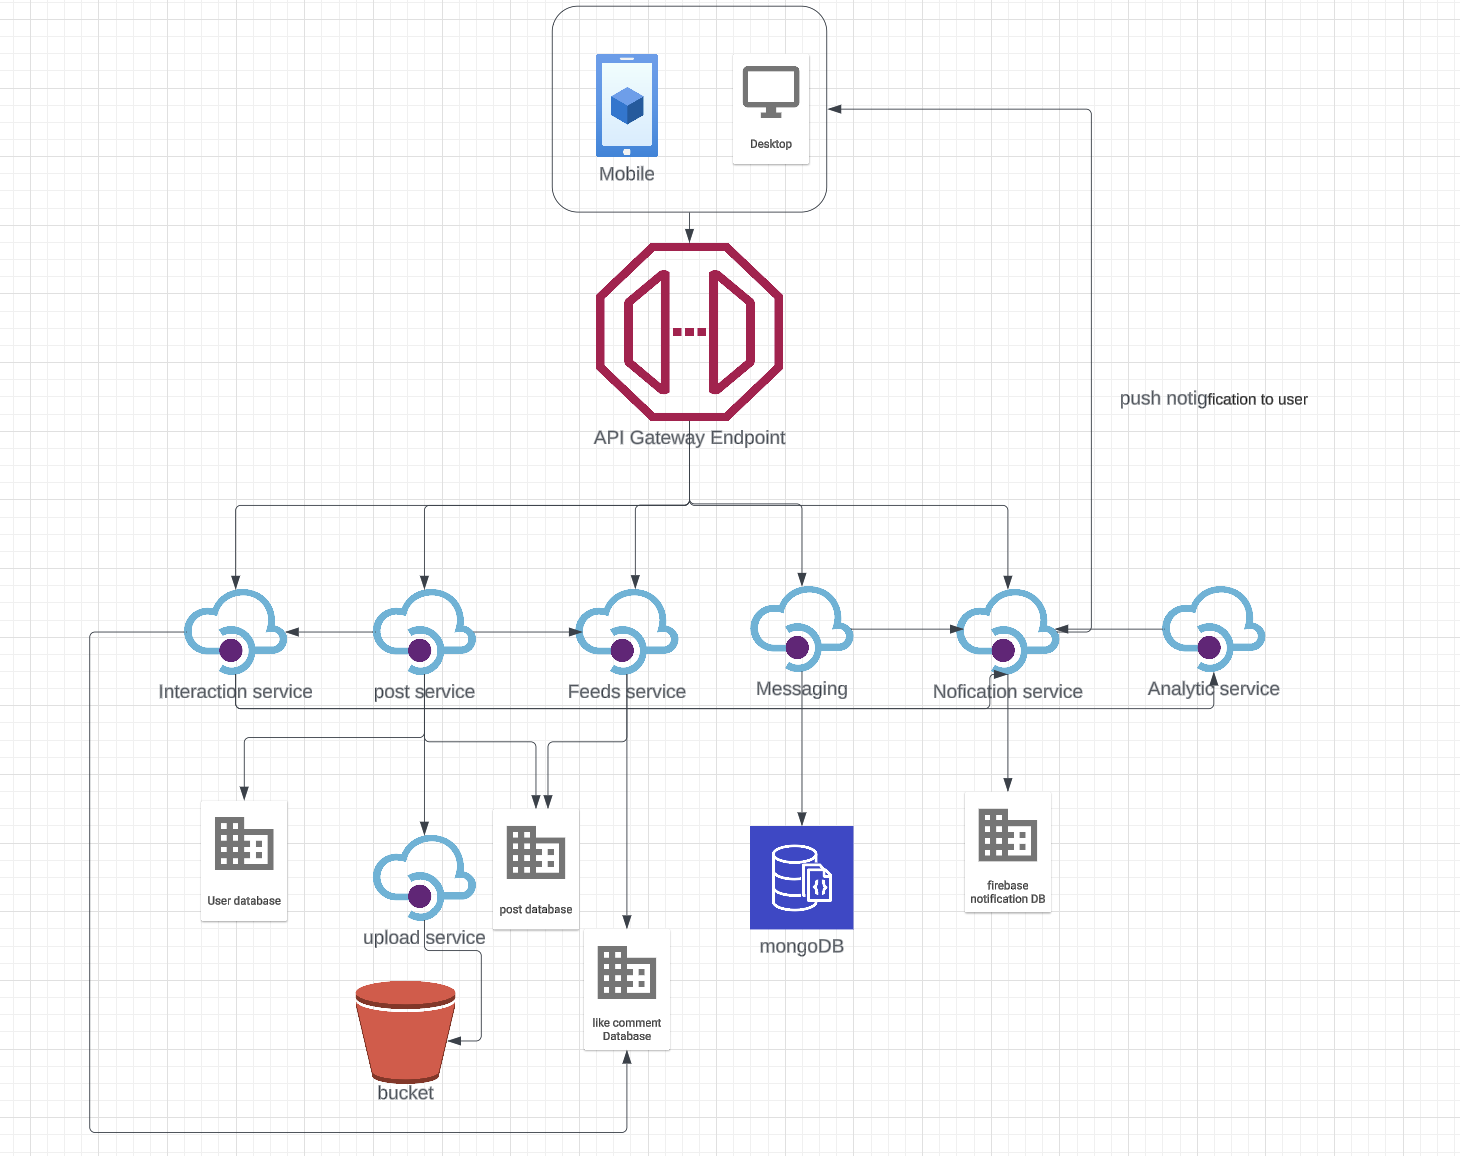 Desktop
Mobile
push notigfication to user
API Gateway Endpoint
Interaction service
post service
Feeds service
Messaging
Nofication service
Analytic service
User database
upload service
post database
like comment
Database
mongoDB
firebase
notification DB
bucket